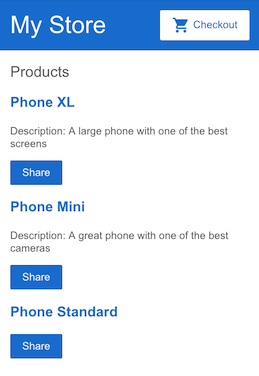 My Store
Checkout
Products
Phone XL
Description: A large phone with one of the best
screens
Share
Phone Mini
Description: A great phone with one of the best
cameras
Share
Phone Standard
Share